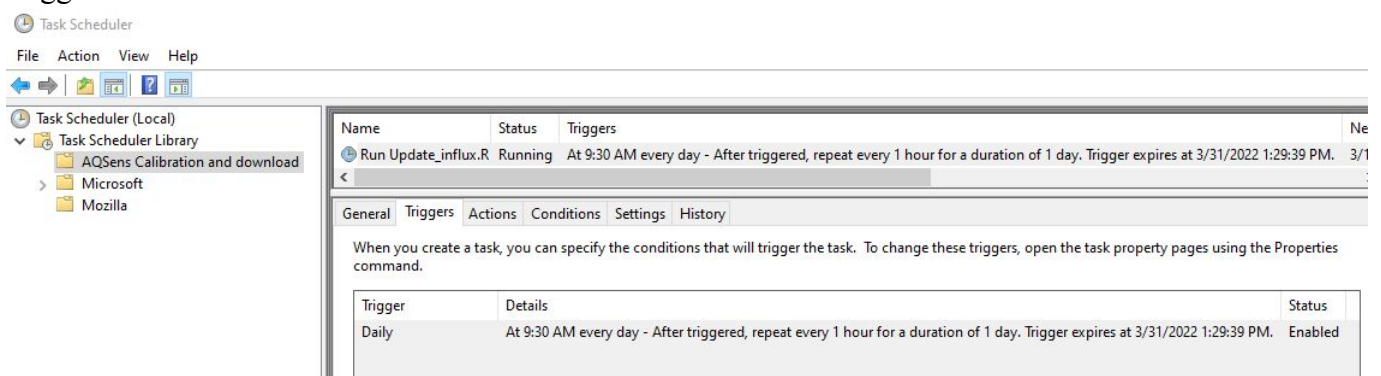 Task Scheduler
File Action View Help
Task Scheduler (Local)
Task Scheduler Library
AQSens Calibration and download
Microsoft
Mozilla
Name Status Triggers Ne
Run Update_influx.R Running At 9:30 AM every day - After triggered, repeat every 1 hour for a duration of 1 day. Trigger expires at 3/31/2022 1:29:39 PM. 3/1
General Triggers Actions Conditions Settings History
When you create a task, you can specify the conditions that will trigger the task. To change these triggers, open the task property pages using the Properties
command.
Trigger Details Status
Daily At 9:30 AM every day - After triggered, repeat every 1 hour for a duration of 1 day. Trigger expires at 3/31/2022 1:29:39 PM. Enabled